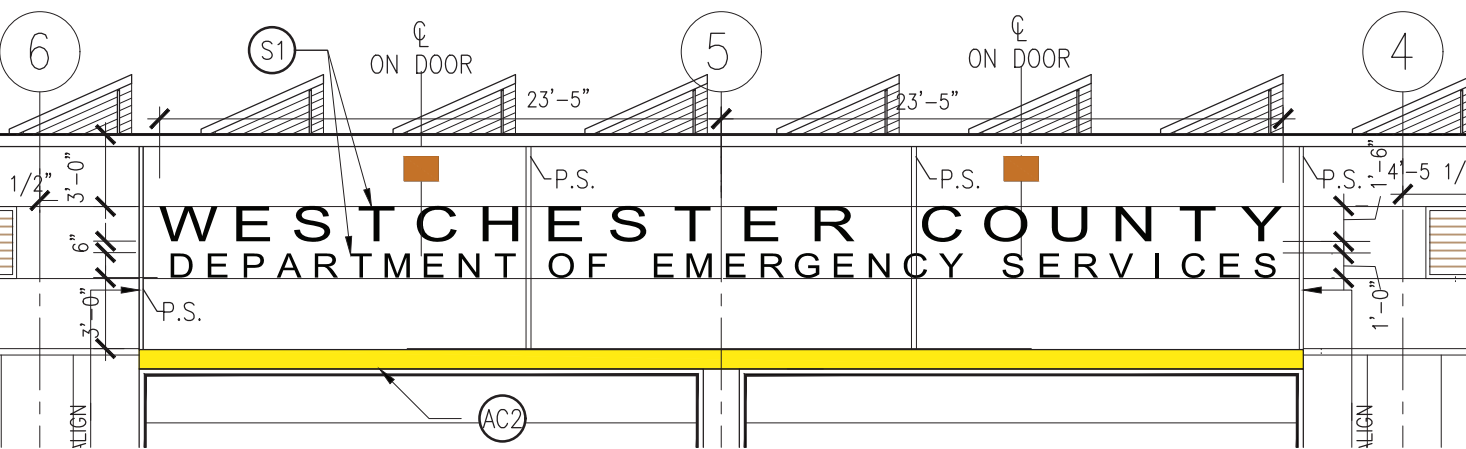 6
S1
℄
ON DOOR
5
℄
ON DOOR
4
23'-5"
23'-5"
1/2"
3'-0"
P.S.
P.S.
P.S.
1'-6"
4'-5 1/
WESTCHESTER COUNTY
6"
DEPARTMENT OF EMERGENCY SERVICES
3'-0"
P.S.
1'-0"
AC2
ALIGN
ALIGN